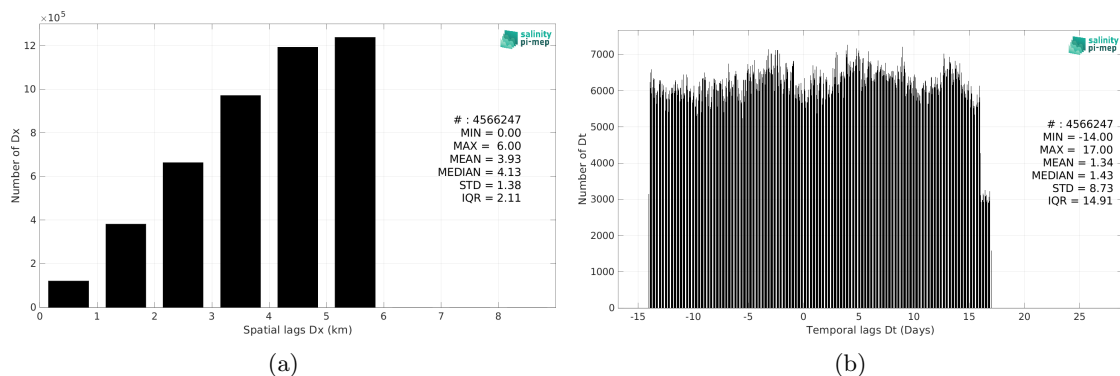 ×10⁵
12
10
8
6
4
2
0
0 1 2 3 4 5 6 7 8
Number of Dx
Spatial lags Dx (km)
salinity
pi-mep
# : 4566247
MIN = 0.00
MAX = 6.00
MEAN = 3.93
MEDIAN = 4.13
STD = 1.38
IQR = 2.11
(a)
7000
6000
5000
4000
3000
2000
1000
0
-15 -10 -5 0 5 10 15 20 25
Number of Dt
Temporal lags Dt (Days)
salinity
pi-mep
# : 4566247
MIN = -14.00
MAX = 17.00
MEAN = 1.34
MEDIAN = 1.43
STD = 8.73
IQR = 14.91
(b)